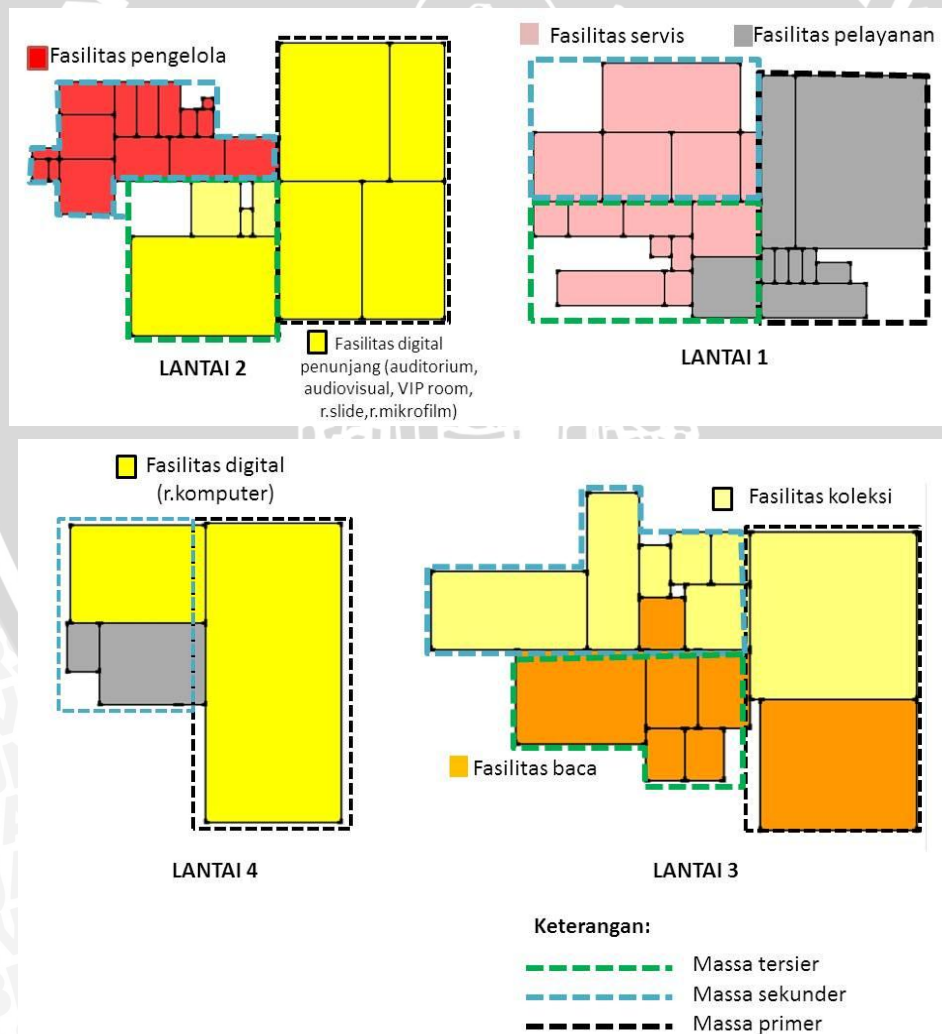 Fasilitas pengelola
Fasilitas servis
Fasilitas pelayanan
LANTAI 2
Fasilitas digital
penunjang (auditorium,
audiovisual, VIP room,
r.slide,r.mikrofilm)
LANTAI 1
Fasilitas digital
(r.komputer)
Fasilitas koleksi
Fasilitas baca
LANTAI 4
LANTAI 3
Keterangan:
Massa tersier
Massa sekunder
Massa primer